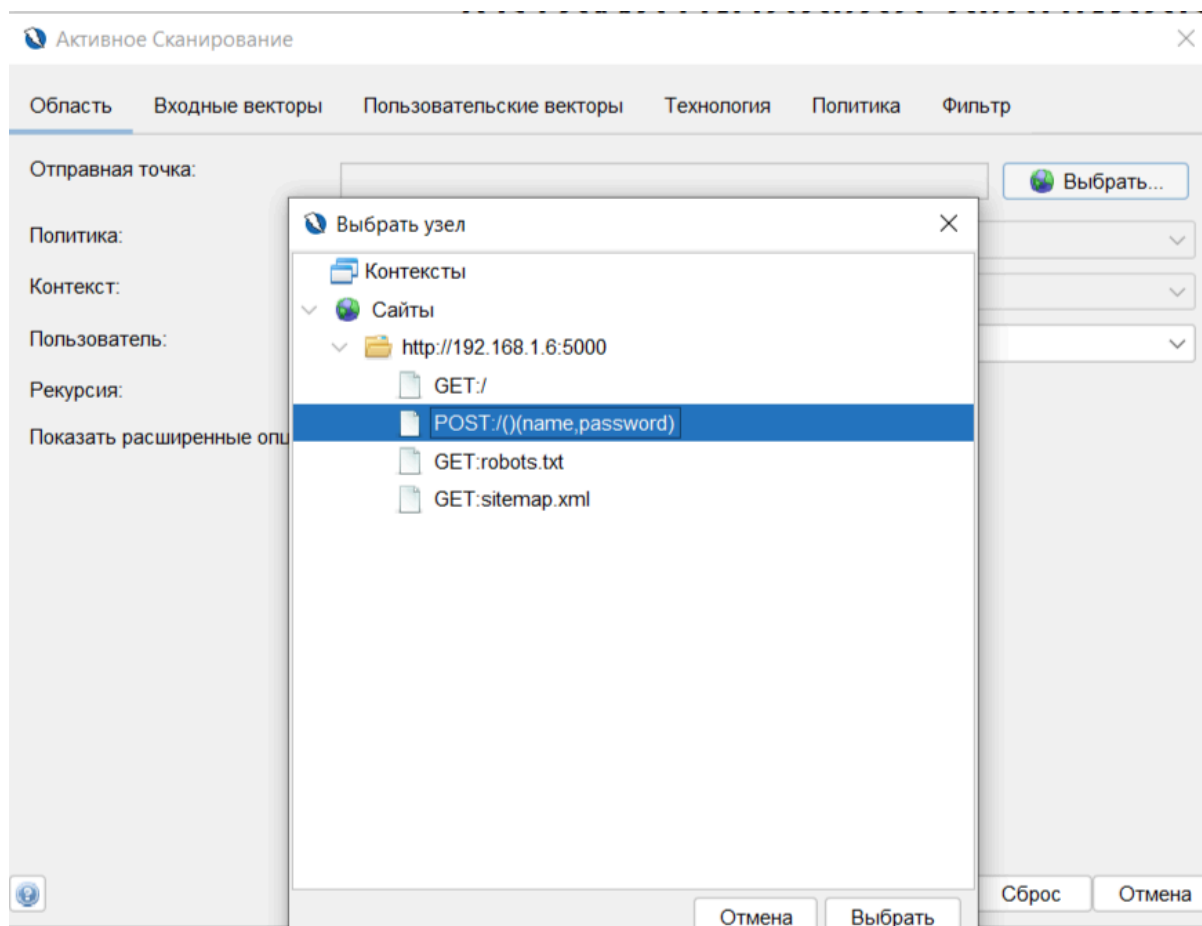 Активное Сканирование
Область Входные векторы Пользовательские векторы Технология Политика Фильтр
Отправная точка:
Выбрать...
Выбрать узел
Политика:
Контексты
Контекст:
Сайты
Пользователь:
http://192.168.1.6:5000
GET:/
Рекурсия:
POST:/()(name,password)
Показать расширенные опц
GET:robots.txt
GET:sitemap.xml
Сброс Отмена
Отмена Выбрать